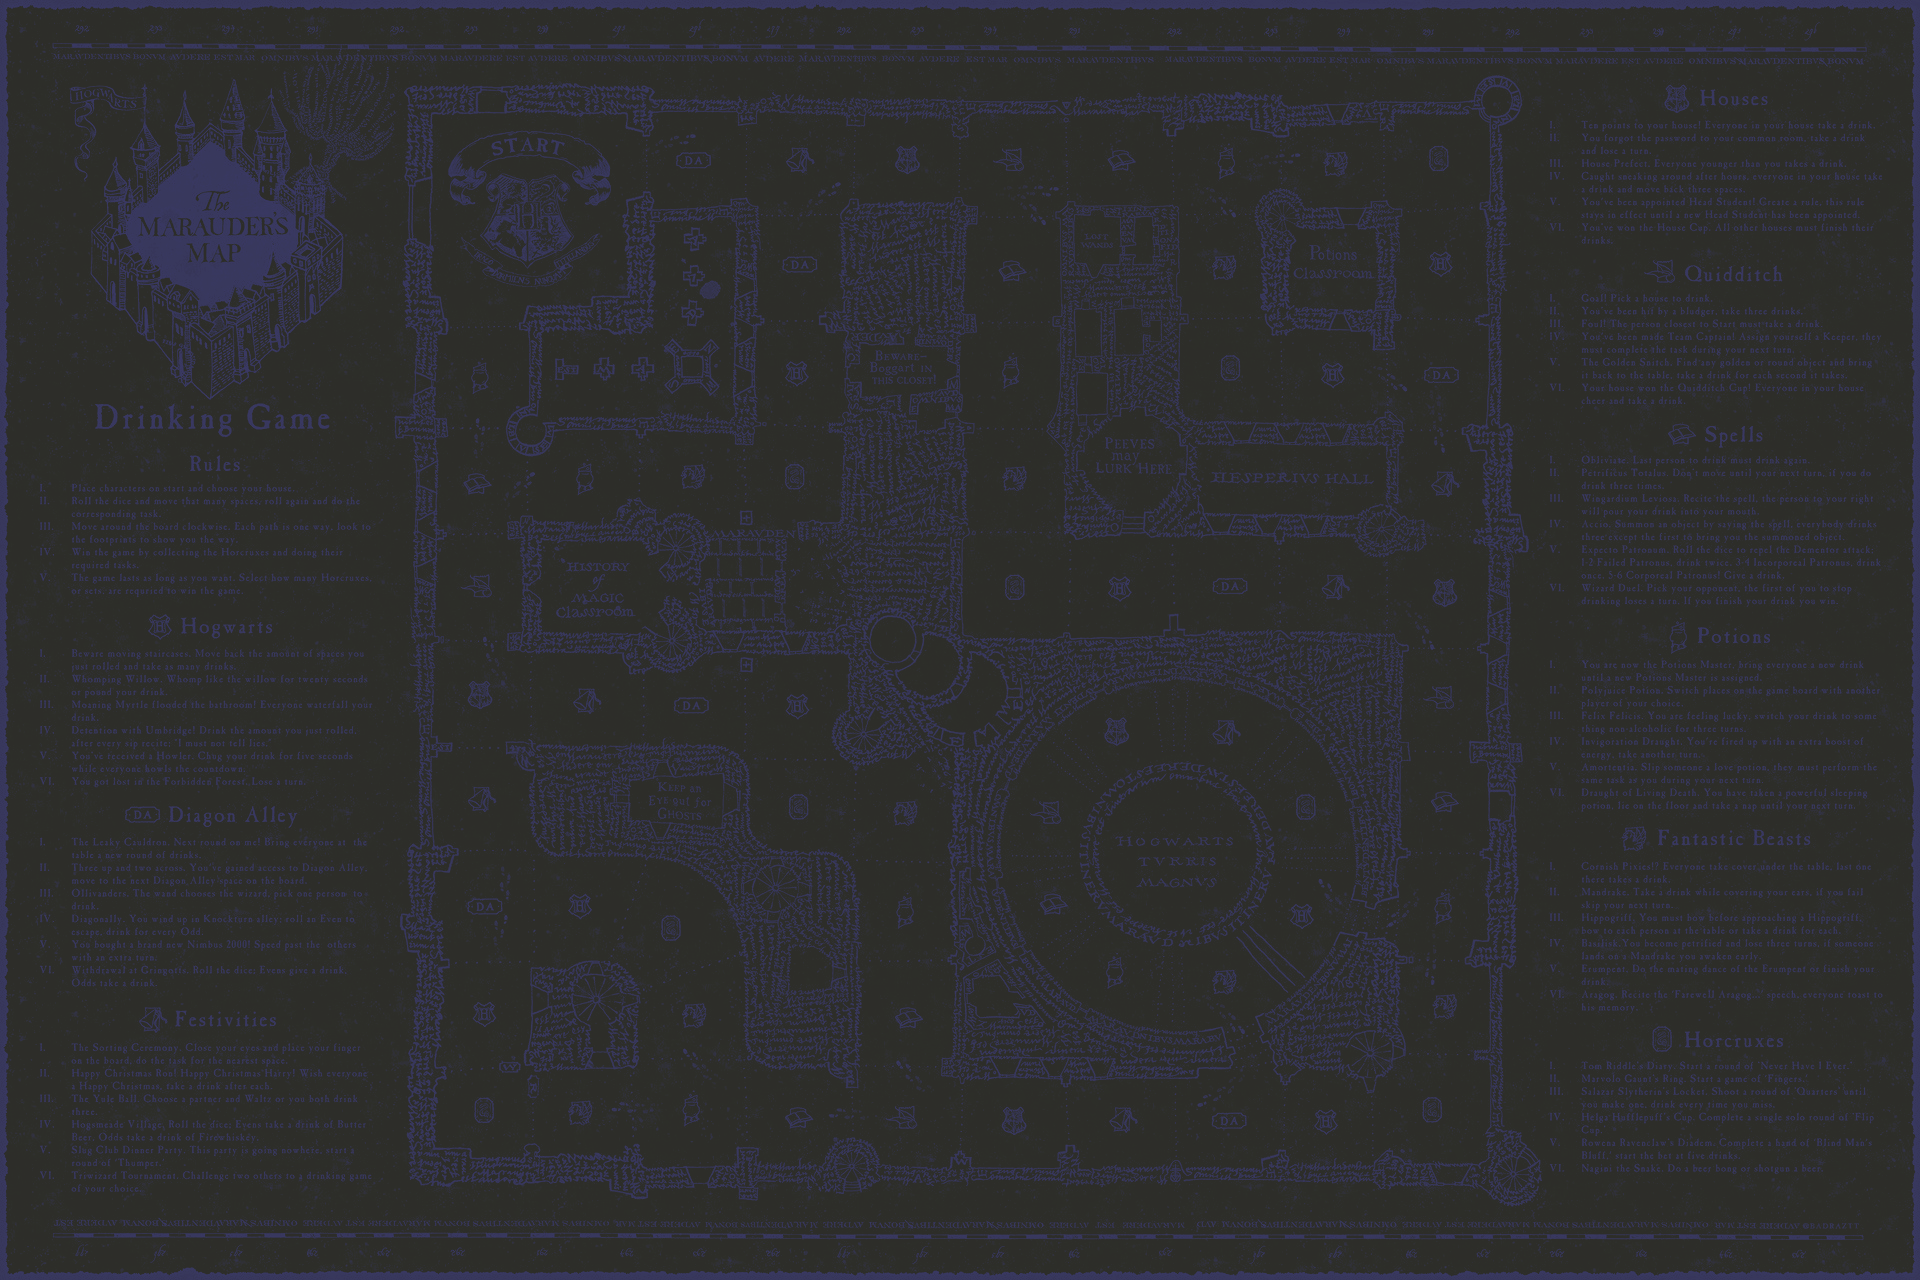 HOGWARTS
The
MARAUDER'S
MAP
Drinking Game
Rules
I. Place characters on start and choose your house.
II. Roll the dice and move that many spaces, roll again and do the
corresponding task.
III. Move around the board clockwise. Each path is one way, look to
the footprints to show you the way.
IV. Win the game by collecting the Horcruxes and doing their
required tasks.
V. The game lasts as long as you want. Select how many Horcruxes,
or sets, are required to win the game.
Hogwarts
I. Beware moving staircases. Move back the amount of spaces you
just rolled and take as many drinks.
II. Whomping Willow. Whomp like the willow for twenty seconds
or pound your drink.
III. Moaning Myrtle flooded the bathroom! Everyone waterfall your
drink.
IV. Detention with Umbridge! Drink the amount you just rolled,
after every sip recite, 'I must not tell lies.'
V. You've received a Howler. Chug your drink for five seconds
while everyone howls the countdown.
VI. You got lost in the Forbidden Forest. Lose a turn.
DA Diagon Alley
I. The Leaky Cauldron. Next round on me! Bring everyone at the
table a new round of drinks.
II. Three up and two across. You've gained access to Diagon Alley,
move to the next Diagon Alley space on the board.
III. Ollivanders. The wand chooses the wizard, pick one person to
drink.
IV. Diagonally. You wind up in Knockturn alley, roll an Even to
escape, drink for every Odd.
V. You bought a brand new Nimbus 2000! Speed past the others
with an extra turn.
VI. Withdrawal at Gringotts. Roll the dice; Evens give a drink,
Odds take a drink.
Festivities
I. The Sorting Ceremony. Close your eyes and place your finger
on the board; do the task for the nearest space.
II. Happy Christmas Ron! Happy Christmas Harry! Wish everyone
a Happy Christmas, take a drink after each.
III. The Yule Ball. Choose a partner and Waltz or you both drink
three.
IV. Hogsmeade Village. Roll the dice; Evens take a drink of Butter
Beer, Odds take a drink of Firewhiskey.
V. Slug Club Dinner Party. This party is going nowhere, start a
round of 'Thumper.'
VI. Triwizard Tournament. Challenge two others to a drinking game
of your choice.
START
DA
DA
LOST
WANDS
Potions
Classroom
BEWARE-
Boggart IN
THIS CLOSET!
DA
PEEVES
may
LURK HERE
HESPERIVS HALL
HISTORY
of
MAGIC
Classroom
DA
DA
KEEP an
Eye out for
GHOSTS
HOGWARTS
TVRRIS
MAGNVS
DA
DA
Houses
I. Ten points to your house! Everyone in your house take a drink.
II. You forgot the password to your common room, take a drink
and lose a turn.
III. House Prefect. Everyone younger than you takes a drink.
IV. Caught sneaking around after hours, everyone in your house take
a drink and move back three spaces.
V. You've been appointed Head Student! Create a rule, this rule
stays in effect until a new Head Student has been appointed.
VI. You've won the House Cup. All other houses must finish their
drinks.
Quidditch
I. Goal! Pick a house to drink.
II. You've been hit by a bludger, take three drinks.
III. Foul! The person closest to Start must take a drink.
IV. You've been made Team Captain! Assign yourself a Keeper, they
must complete the task during your next turn.
V. The Golden Snitch. Find any golden or round object and bring
it back to the table, take a drink for each second it takes.
VI. Your house won the Quidditch Cup! Everyone in your house
cheer and take a drink.
Spells
I. Obliviate. Last person to drink must drink again.
II. Petrificus Totalus. Don't move until your next turn, if you do
drink three times.
III. Wingardium Leviosa. Recite the spell, the person to your right
will pour your drink into your mouth.
IV. Accio. Summon an object by saying the spell, everybody drinks
three except the first to bring you the summoned object.
V. Expecto Patronum. Roll the dice to repel the Dementor attack;
1-2 Failed Patronus, drink twice. 3-4 Incorporeal Patronus, drink
once. 5-6 Corporeal Patronus! Give a drink.
VI. Wizard Duel. Pick your opponent, the first of you to stop
drinking loses a turn. If you finish your drink you win.
Potions
I. You are now the Potions Master, bring everyone a new drink
until a new Potions Master is assigned.
II. Polyjuice Potion. Switch places on the game board with another
player of your choice.
III. Felix Felicis. You are feeling lucky, switch your drink to some
thing non-alcoholic for three turns.
IV. Invigoration Draught. You're fired up with an extra boost of
energy, take another turn.
V. Amortentia. Slip someone a love potion, they must perform the
same task as you during your next turn.
VI. Draught of Living Death. You have taken a powerful sleeping
potion, lie on the floor and take a nap until your next turn.
Fantastic Beasts
I. Cornish Pixies!? Everyone take cover under the table, last one
there takes a drink.
II. Mandrake. Take a drink while covering your ears, if you fail
skip your next turn.
III. Hippogriff. You must bow before approaching a Hippogriff,
bow to each person at the table or take a drink for each.
IV. Basilisk. You become petrified and lose three turns, if someone
lands on a Mandrake you awaken early.
V. Erumpent. Do the mating dance of the Erumpent or finish your
drink.
VI. Aragog. Recite the 'Farewell Aragog...' speech, everyone toast to
his memory.
Horcruxes
I. Tom Riddle's Diary. Start a round of 'Never Have I Ever.'
II. Marvolo Gaunt's Ring. Start a game of 'Fingers.'
III. Salazar Slytherin's Locket. Shoot a round of 'Quarters' until
you make one, drink every time you miss.
IV. Helga Hufflepuff's Cup. Complete a single solo round of 'Flip
Cup.'
V. Rowena Ravenclaw's Diadem. Complete a hand of 'Blind Man's
Bluff,' start the bet at five drinks.
VI. Nagini the Snake. Do a beer bong or shotgun a beer.